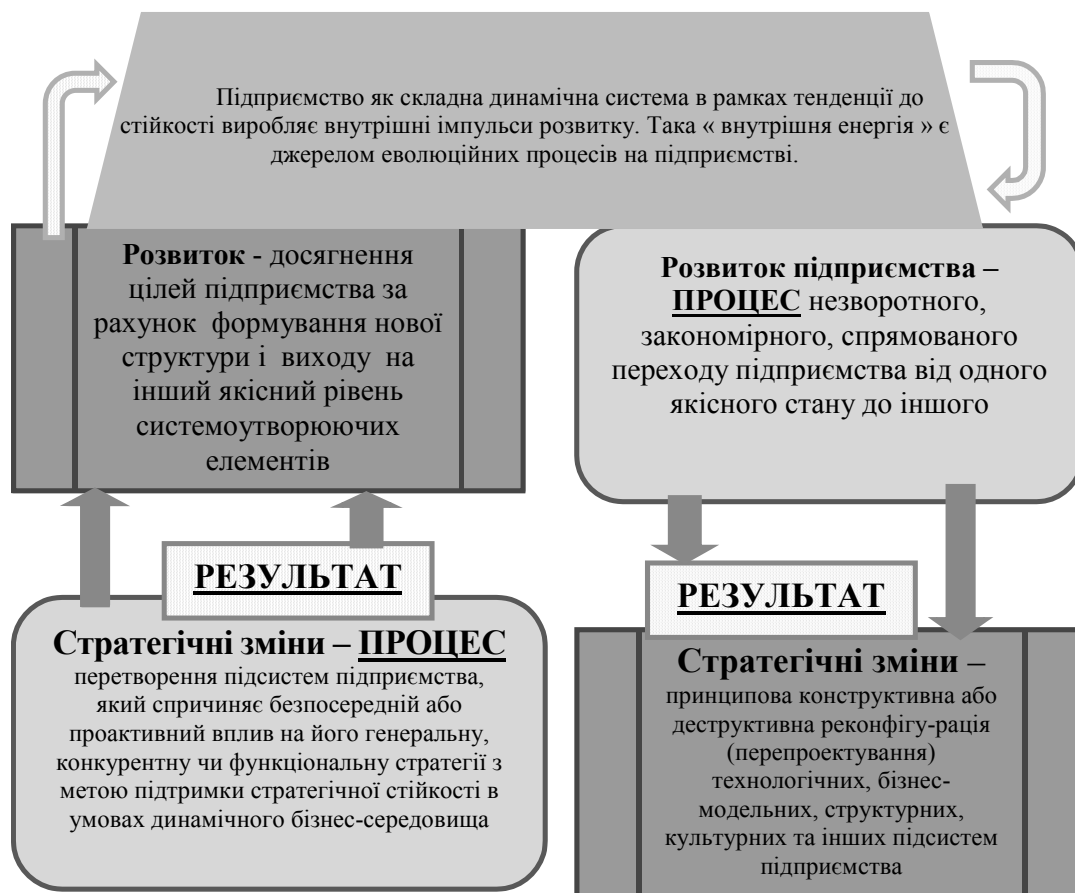 Підприємство як складна динамічна система в рамках тенденції до
стійкості виробляє внутрішні імпульси розвитку. Така « внутрішня енергія » є
джерелом еволюційних процесів на підприємстві.
Розвиток - досягнення
цілей підприємства за
рахунок формування нової
структури і виходу на
інший якісний рівень
системоутворюючих
елементів
РЕЗУЛЬТАТ
Стратегічні зміни – ПРОЦЕС
перетворення підсистем підприємства,
який спричиняє безпосередній або
проактивний вплив на його генеральну,
конкурентну чи функціональну стратегії з
метою підтримки стратегічної стійкості в
умовах динамічного бізнес-середовища
Розвиток підприємства –
ПРОЦЕС незворотного,
закономірного, спрямованого
переходу підприємства від одного
якісного стану до іншого
РЕЗУЛЬТАТ
Стратегічні зміни –
принципова конструктивна або
деструктивна реконфігу-рація
(перепроектування)
технологічних, бізнес-
модельних, структурних,
культурних та інших підсистем
підприємства